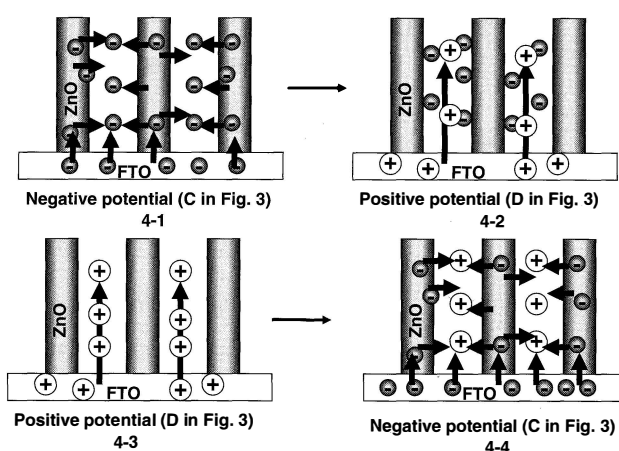 ZnO
FTO
Negative potential (C in Fig. 3)
4-1
Positive potential (D in Fig. 3)
4-2
FTO
ZnO
FTO
Positive potential (D in Fig. 3)
4-3
ZnO
FTO
Negative potential (C in Fig. 3)
4-4